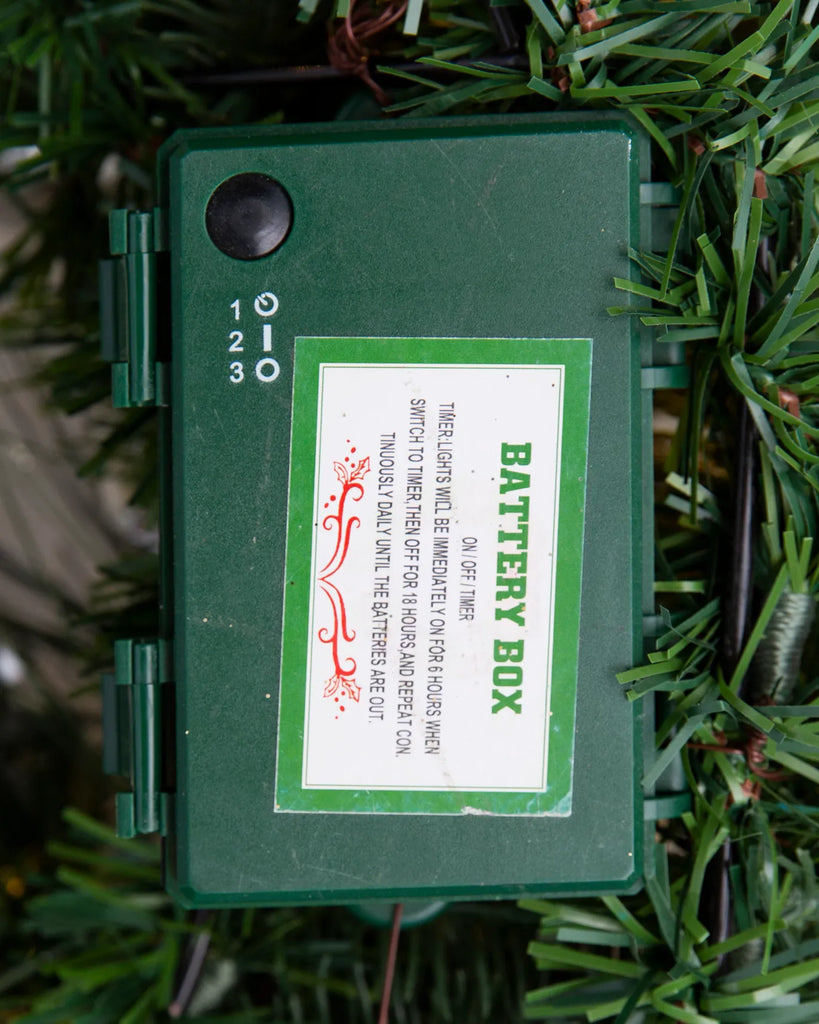 1
2
3
BATTERY BOX
ON / OFF / TIMER
TIMER:LIGHTS WILL BE IMMEDIATELY ON FOR 6 HOURS WHEN
SWITCH TO TIMER,THEN OFF FOR 18 HOURS,AND REPEAT CON.
TINUOUSLY DAILY UNTIL THE BATTERIES ARE OUT.